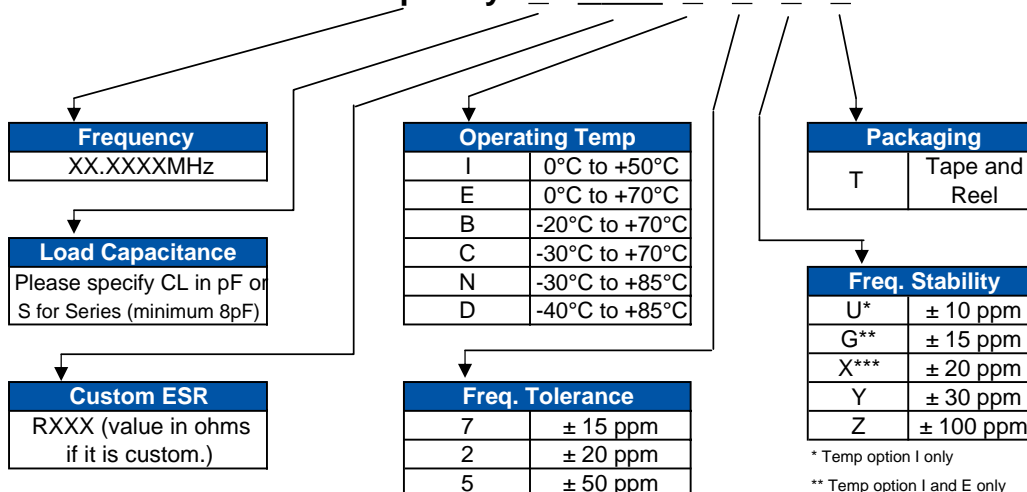 Frequency
XX.XXXXMHz
Load Capacitance
Please specify CL in pF or
S for Series (minimum 8pF)
Custom ESR
RXXX (value in ohms
if it is custom.)
Operating Temp
I 0°C to +50°C
E 0°C to +70°C
B -20°C to +70°C
C -30°C to +70°C
N -30°C to +85°C
D -40°C to +85°C
Freq. Tolerance
7 ± 15 ppm
2 ± 20 ppm
5 ± 50 ppm
Packaging
T Tape and
Reel
Freq. Stability
U* ± 10 ppm
G** ± 15 ppm
X*** ± 20 ppm
Y ± 30 ppm
Z ± 100 ppm
* Temp option I only
** Temp option I and E only